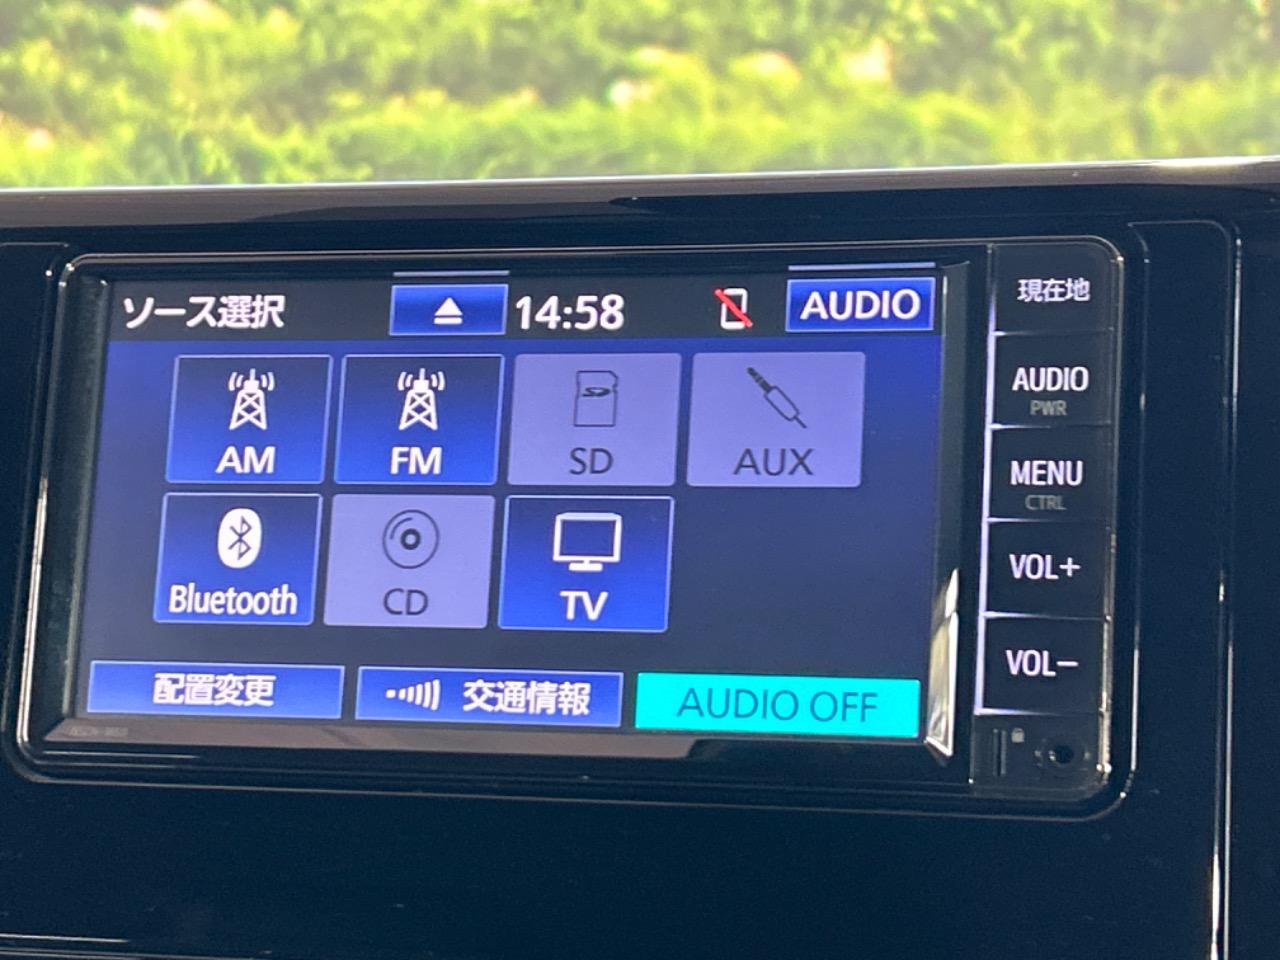 ソース選択 14:58 AUDIO
AM FM SD AUX
Bluetooth CD TV
配置変更 交通情報 AUDIO OFF
現在地
AUDIO
PWR
MENU
CTRL
VOL+
VOL−